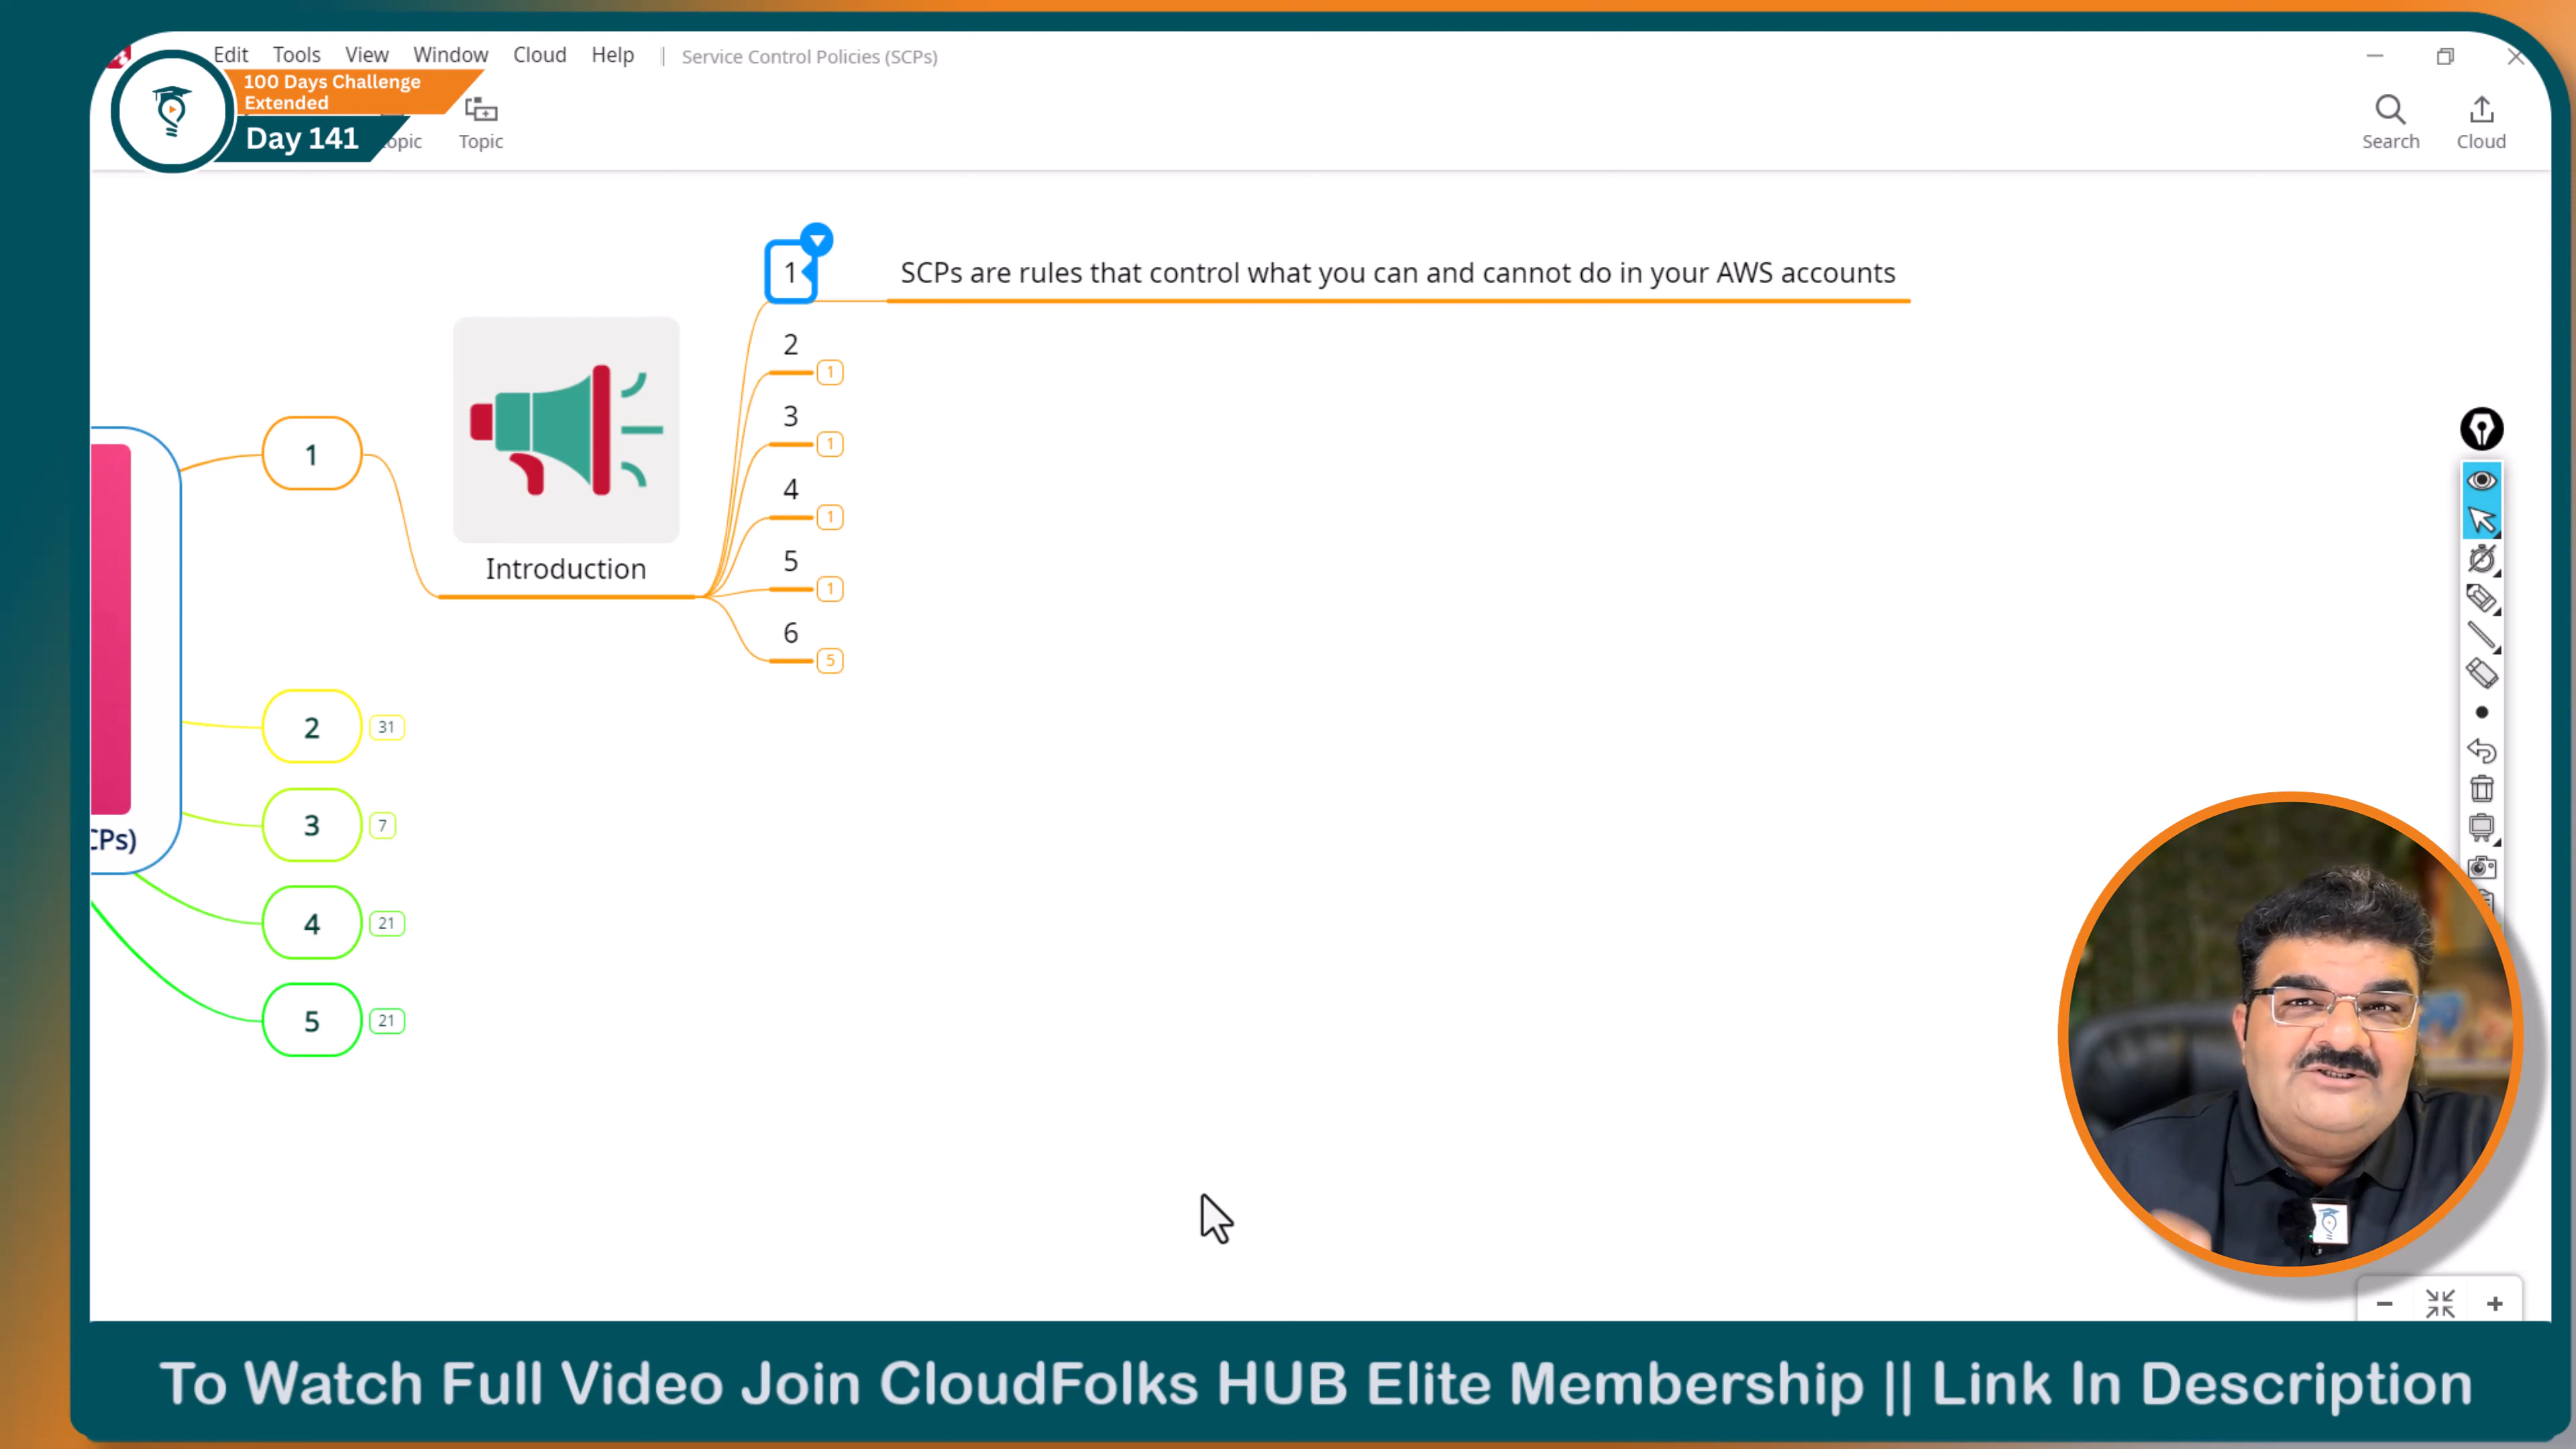 Edit Tools View Window Cloud Help | Service Control Policies (SCPs)
100 Days Challenge
Extended
Day 141
opic
Topic
Search
Cloud
1
SCPs are rules that control what you can and cannot do in your AWS accounts
2
1
3
1
4
1
5
1
6
5
1
Introduction
2
31
3
7
CPs)
4
21
5
21
To Watch Full Video Join CloudFolks HUB Elite Membership || Link In Description